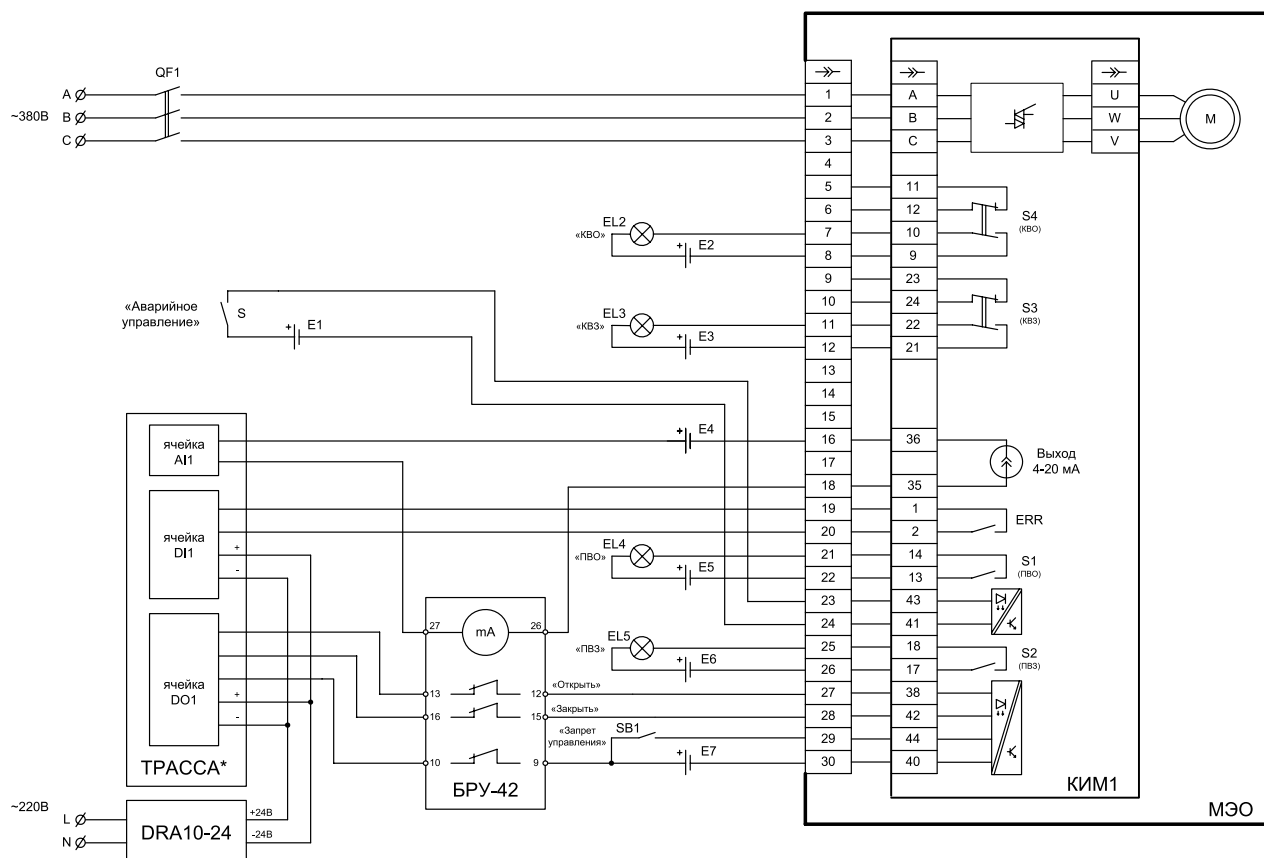 QF1
A
~380В
B
C
1 A U
2 B W М
3 C V
4
5 11
6 12 S4
(КВО)
EL2
«КВО»
7 10
+ E2
8 9
9 23
«Аварийное
управление»
S
10 24 S3
(КВЗ)
+ E1
EL3
«КВЗ»
11 22
+ E3
12 21
13
14
15
ячейка
AI1
+ E4
16 36
Выход
4-20 мА
17
18 35
19 1
ERR
20 2
ячейка
DI1
+
-
EL4
«ПВО»
21 14
S1
(ПВО)
+ E5
22 13
23 43
24 41
27 mA 26
EL5
«ПВЗ»
25 18
S2
(ПВЗ)
+ E6
26 17
ячейка
DO1
+
-
13 12
«Открыть»
27 38
16 15
«Закрыть»
28 42
«Запрет
управления»
SB1
29 44
10 9
+ E7
30 40
ТРАССА*
БРУ-42
КИМ1
МЭО
~220В
L
N
DRA10-24
+24В
-24В